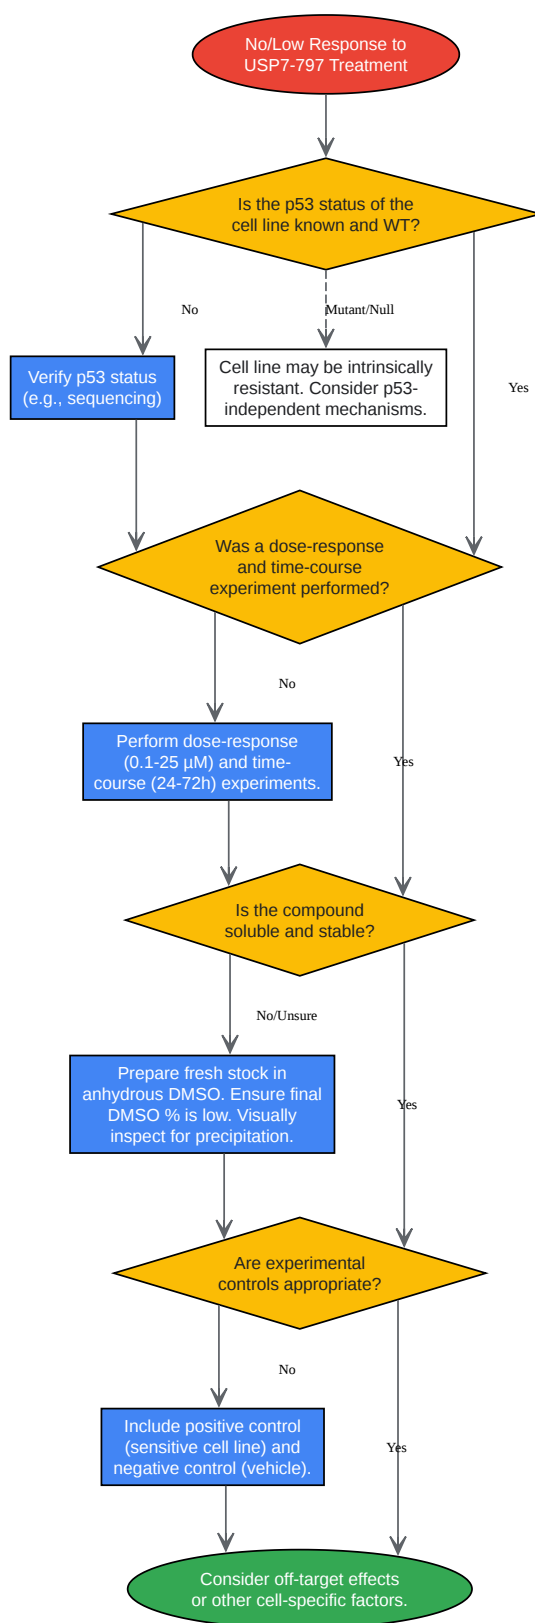 No/Low Response to
USP7-797 Treatment
Is the p53 status of the
cell line known and WT?
No
Mutant/Null
Yes
Verify p53 status
(e.g., sequencing)
Cell line may be intrinsically
resistant. Consider p53-
independent mechanisms.
Was a dose-response
and time-course
experiment performed?
No
Yes
Perform dose-response
(0.1-25 µM) and time-
course (24-72h) experiments.
Is the compound
soluble and stable?
No/Unsure
Yes
Prepare fresh stock in
anhydrous DMSO. Ensure final
DMSO % is low. Visually
inspect for precipitation.
Are experimental
controls appropriate?
No
Yes
Include positive control
(sensitive cell line) and
negative control (vehicle).
Consider off-target effects
or other cell-specific factors.